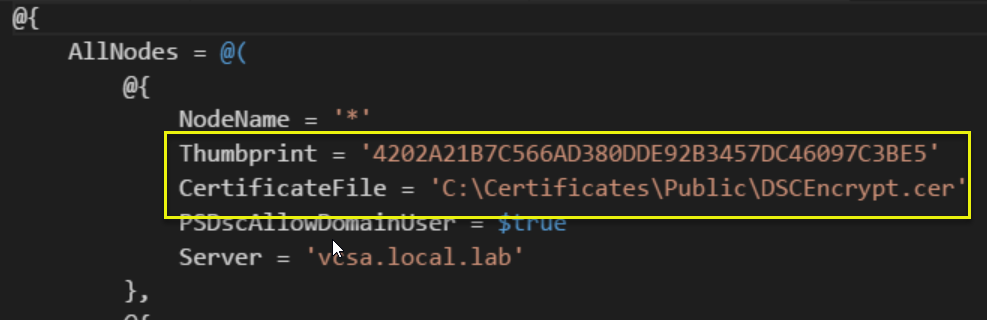 @{
AllNodes = @(
@{
NodeName = '*'
Thumbprint = '4202A21B7C566AD380DDE92B3457DC46097C3BE5'
CertificateFile = 'C:\Certificates\Public\DSCEncrypt.cer'
PSDscAllowDomainUser = $true
Server = 'vcsa.local.lab'
},
@{